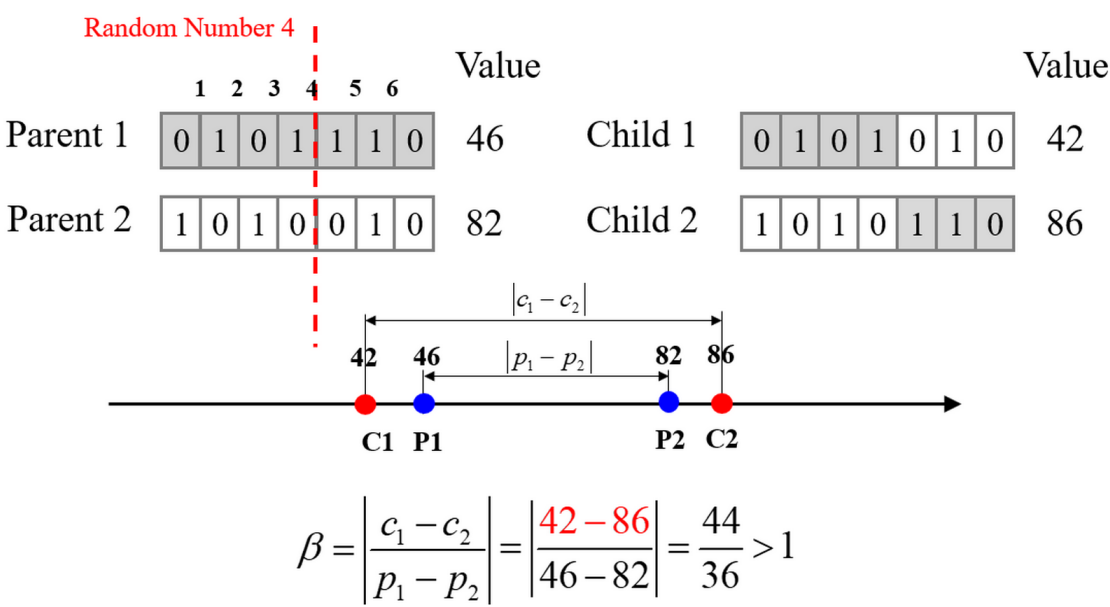 Random Number 4
Value Value
1 2 3 4 5 6
Parent 1 0 1 0 1 1 1 0 46 Child 1 0 1 0 1 0 1 0 42
Parent 2 1 0 1 0 0 1 0 82 Child 2 1 0 1 0 1 1 0 86
|c₁ − c₂|
42 46 |p₁ − p₂| 82 86
C1 P1 P2 C2
β = |(c₁ − c₂)/(p₁ − p₂)| = |(42 − 86)/(46 − 82)| = 44/36 > 1